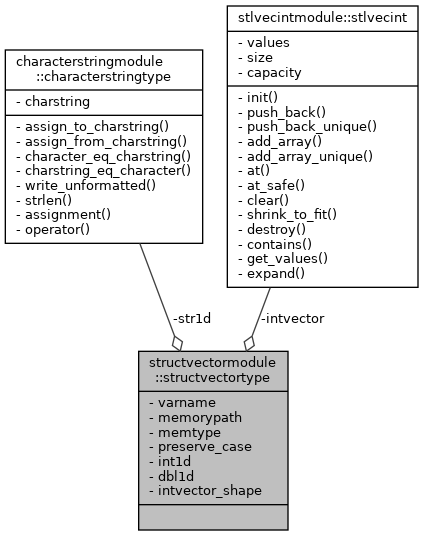 characterstringmodule
::characterstringtype
- charstring
- assign_to_charstring()
- assign_from_charstring()
- character_eq_charstring()
- charstring_eq_character()
- write_unformatted()
- strlen()
- assignment()
- operator()
stlvecintmodule::stlvecint
- values
- size
- capacity
- init()
- push_back()
- push_back_unique()
- add_array()
- add_array_unique()
- at()
- at_safe()
- clear()
- shrink_to_fit()
- destroy()
- contains()
- get_values()
- expand()
-str1d
-intvector
structvectormodule
::structvectortype
- varname
- memorypath
- memtype
- preserve_case
- int1d
- dbl1d
- intvector_shape